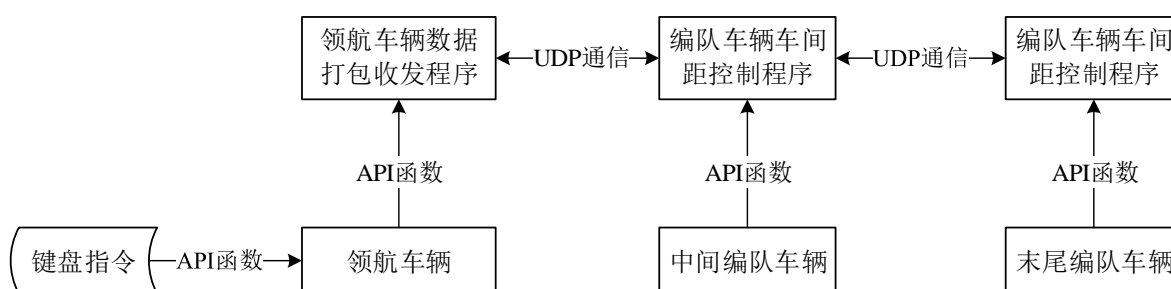 领航车辆数据
打包收发程序
UDP通信
编队车辆车间
距控制程序
UDP通信
编队车辆车间
距控制程序
API函数
API函数
API函数
键盘指令
API函数
领航车辆
中间编队车辆
末尾编队车辆